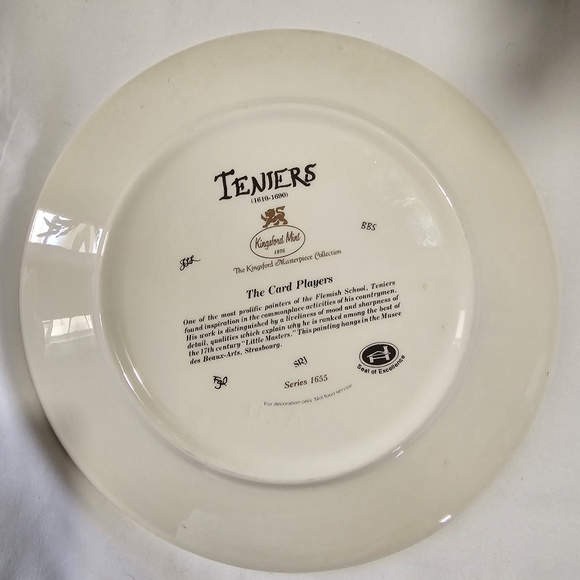 TENIERS
(1610-1690)
Kingsford Mint
1976
BBS
The Kingsford Masterpiece Collection
The Card Players
One of the most prolific painters of the Flemish School, Teniers
found inspiration in the commonplace activities of his countrymen.
His work is distinguished by a liveliness of mood and sharpness of
detail, qualities which explain why he is ranked among the best of
the 17th century "Little Masters." This painting hangs in the Musee
des Beaux-Arts, Strasbourg.
SRI
Series 1655
Seal of Excellence
For decoration only. Not food service